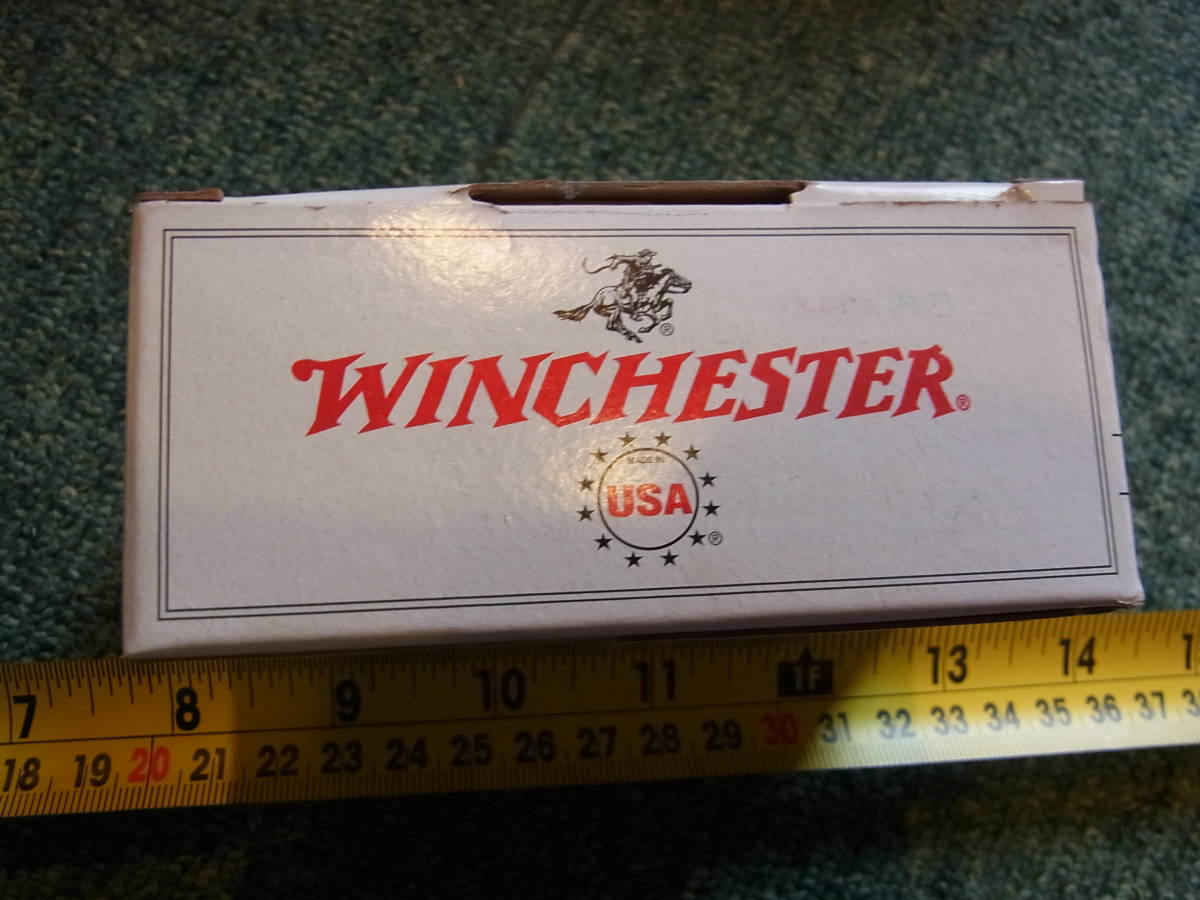 ®
WINCHESTER®
MADE IN
USA
®
7 8 9 10 11 1F 13 14
18 19 20 21 22 23 24 25 26 27 28 29 30 31 32 33 34 35 36 37